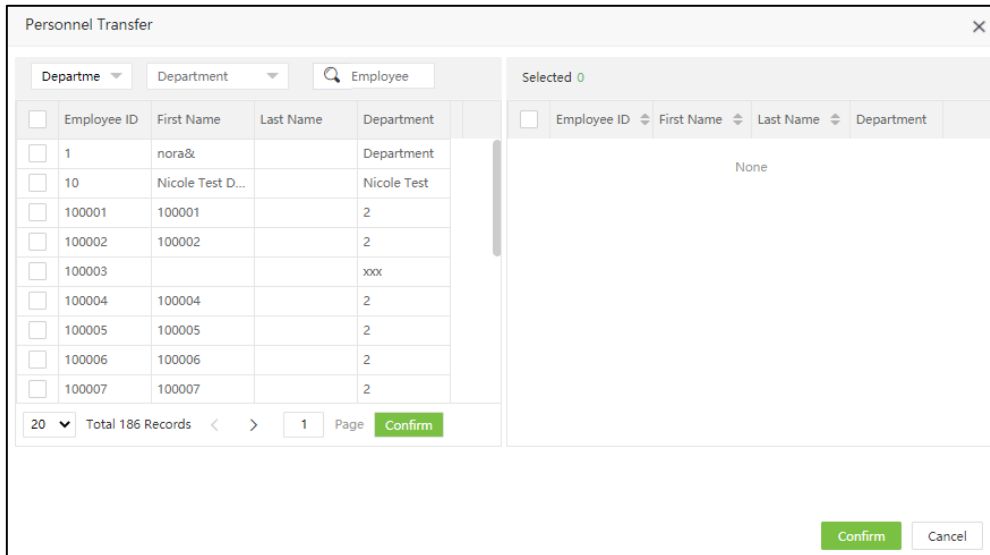 Personnel Transfer
Departme Department Employee Selected 0
Employee ID First Name Last Name Department Employee ID First Name Last Name Department
1 nora& Department None
10 Nicole Test D... Nicole Test
100001 100001 2
100002 100002 2
100003 xxx
100004 100004 2
100005 100005 2
100006 100006 2
100007 100007 2
20 Total 186 Records < > 1 Page Confirm
Confirm Cancel